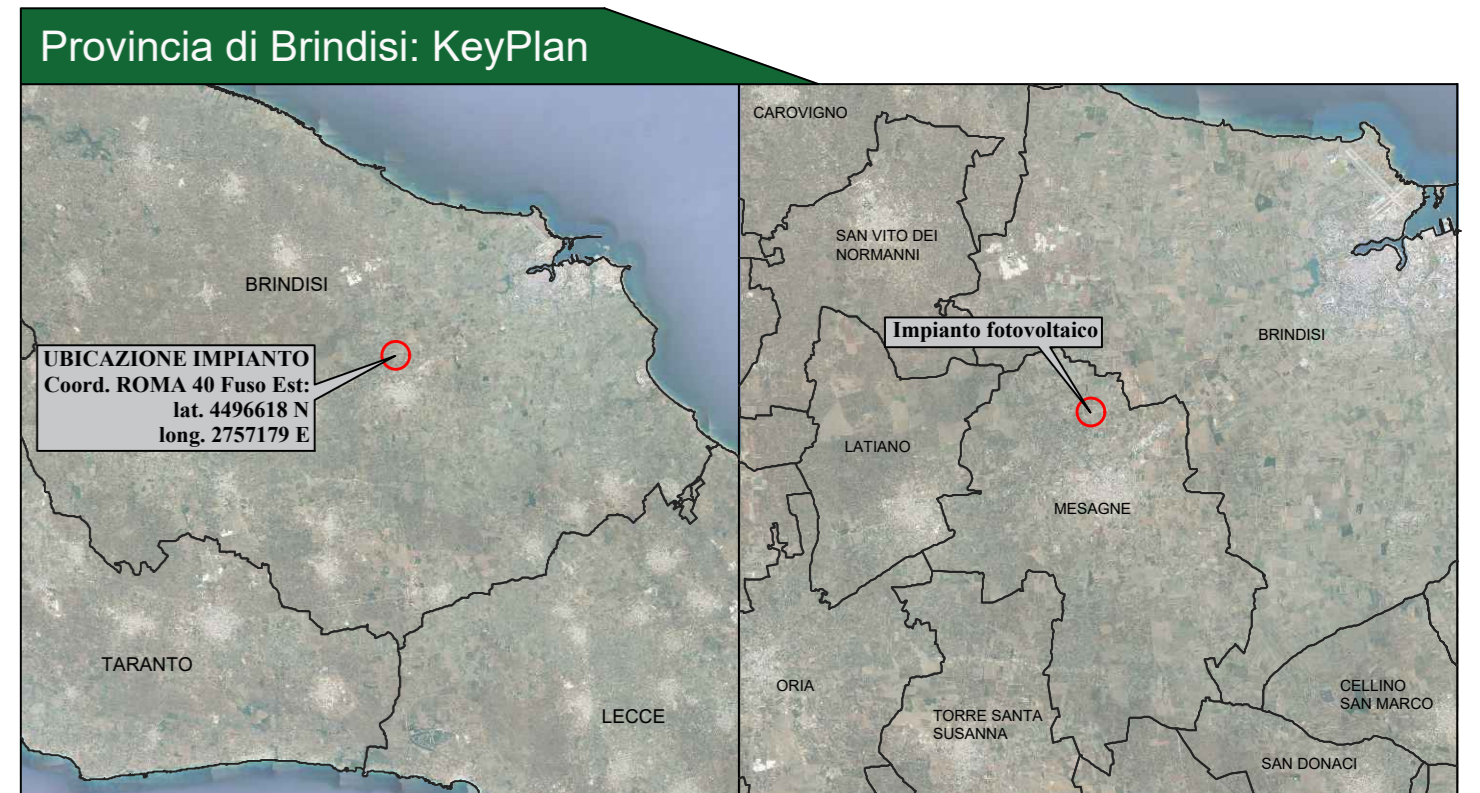 Provincia di Brindisi: KeyPlan
BRINDISI
UBICAZIONE IMPIANTO
Coord. ROMA 40 Fuso Est:
lat. 4496618 N
long. 2757179 E
TARANTO
LECCE
CAROVIGNO
SAN VITO DEI
NORMANNI
Impianto fotovoltaico
BRINDISI
LATIANO
MESAGNE
ORIA
TORRE SANTA
SUSANNA
CELLINO
SAN MARCO
SAN DONACI